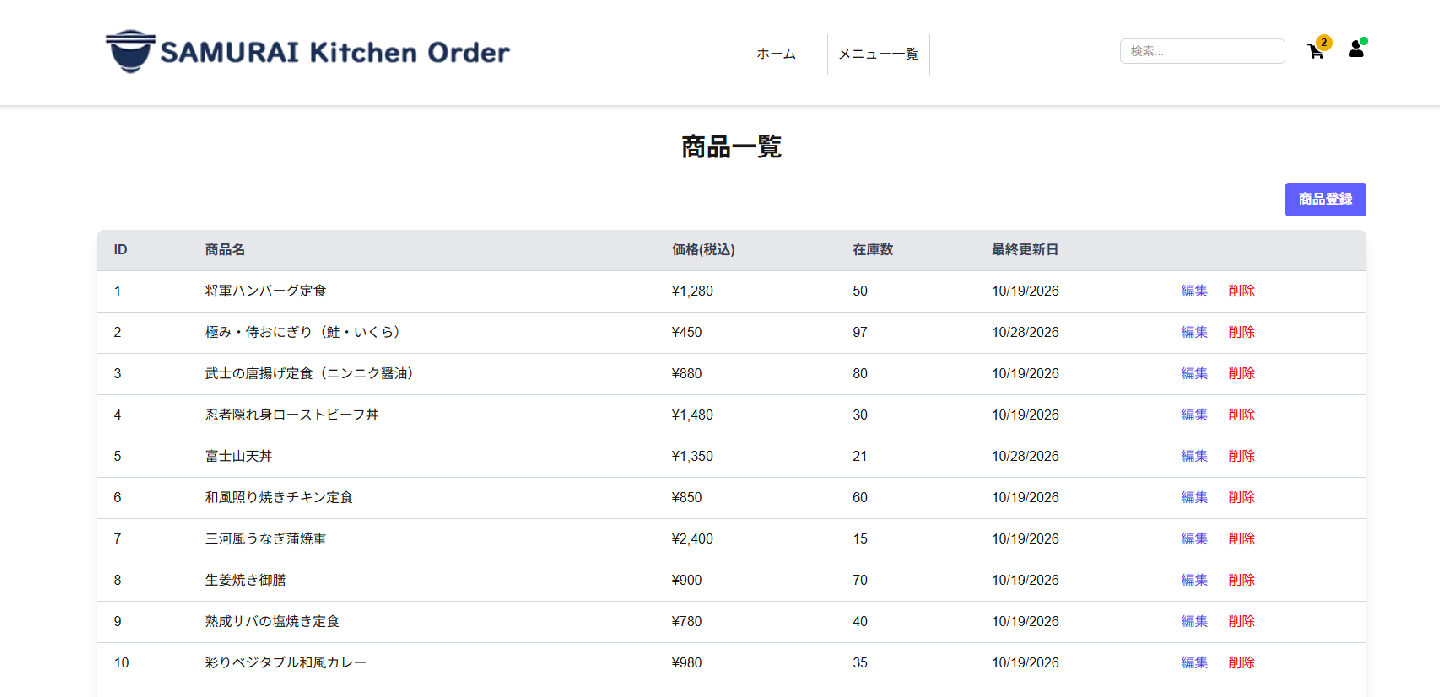 SAMURAI Kitchen Order
ホーム
メニュー一覧
検索...
2
商品一覧
商品登録
ID 商品名 価格(税込) 在庫数 最終更新日
1 将軍ハンバーグ定食 ¥1,280 50 10/19/2026 編集 削除
2 極み・侍おにぎり（鮭・いくら） ¥450 97 10/28/2026 編集 削除
3 武士の唐揚げ定食（ニンニク醤油） ¥880 80 10/19/2026 編集 削除
4 忍者隠れ身ローストビーフ丼 ¥1,480 30 10/19/2026 編集 削除
5 富士山天丼 ¥1,350 21 10/28/2026 編集 削除
6 和風照り焼きチキン定食 ¥850 60 10/19/2026 編集 削除
7 三河風うなぎ蒲焼重 ¥2,400 15 10/19/2026 編集 削除
8 生姜焼き御膳 ¥900 70 10/19/2026 編集 削除
9 熟成サバの塩焼き定食 ¥780 40 10/19/2026 編集 削除
10 彩りベジタブル和風カレー ¥980 35 10/19/2026 編集 削除